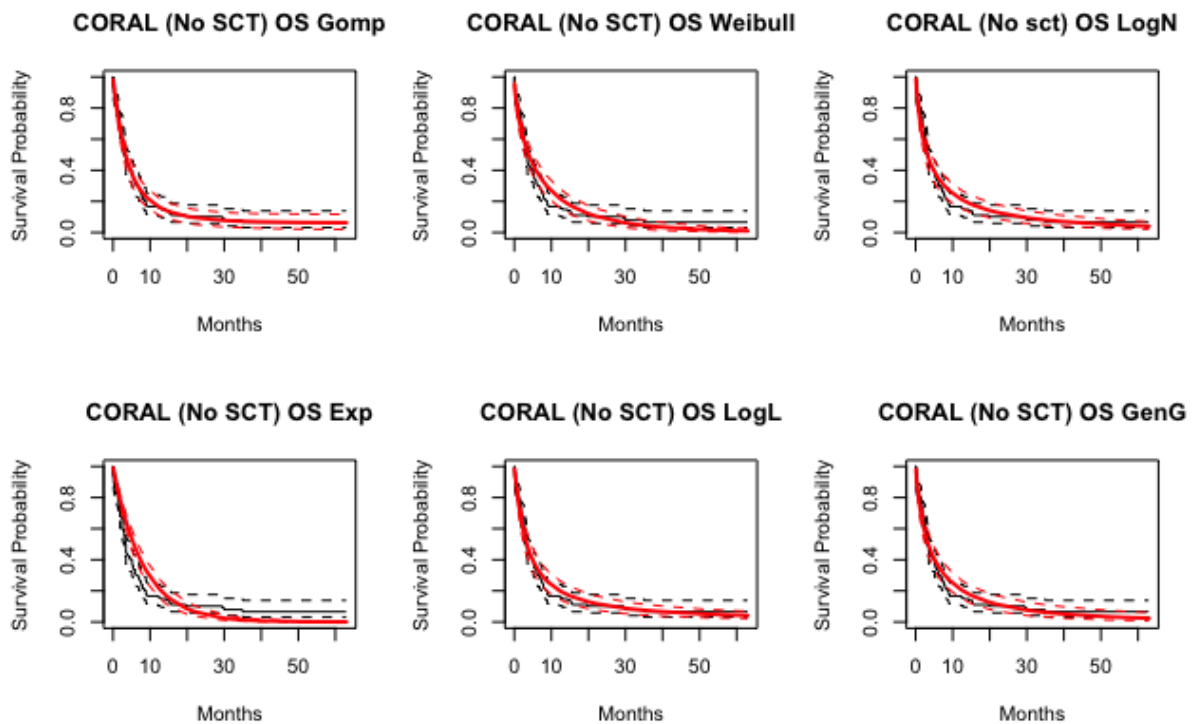 CORAL (No SCT) OS Gomp
CORAL (No SCT) OS Weibull
CORAL (No sct) OS LogN
Survival Probability
0.0 0.4 0.8
0 10 30 50
Months
Survival Probability
0.0 0.4 0.8
0 10 30 50
Months
Survival Probability
0.0 0.4 0.8
0 10 30 50
Months
CORAL (No SCT) OS Exp
CORAL (No SCT) OS LogL
CORAL (No SCT) OS GenG
Survival Probability
0.0 0.4 0.8
0 10 30 50
Months
Survival Probability
0.0 0.4 0.8
0 10 30 50
Months
Survival Probability
0.0 0.4 0.8
0 10 30 50
Months